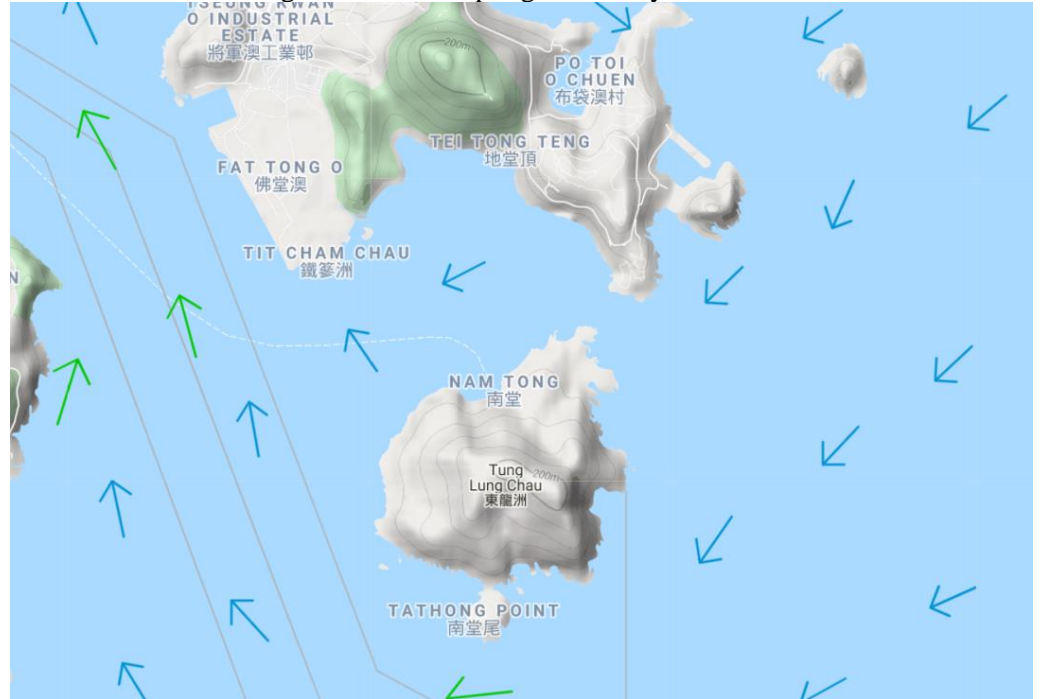 TSEUNG KWAN
O INDUSTRIAL
ESTATE
將軍澳工業邨
200m
PO TOI
O CHUEN
布袋澳村
TEI TONG TENG
地堂頂
FAT TONG O
佛堂澳
TIT CHAM CHAU
鐵篸洲
N
NAM TONG
南堂
Tung
Lung Chau
東龍洲
200m
TATHONG POINT
南堂尾